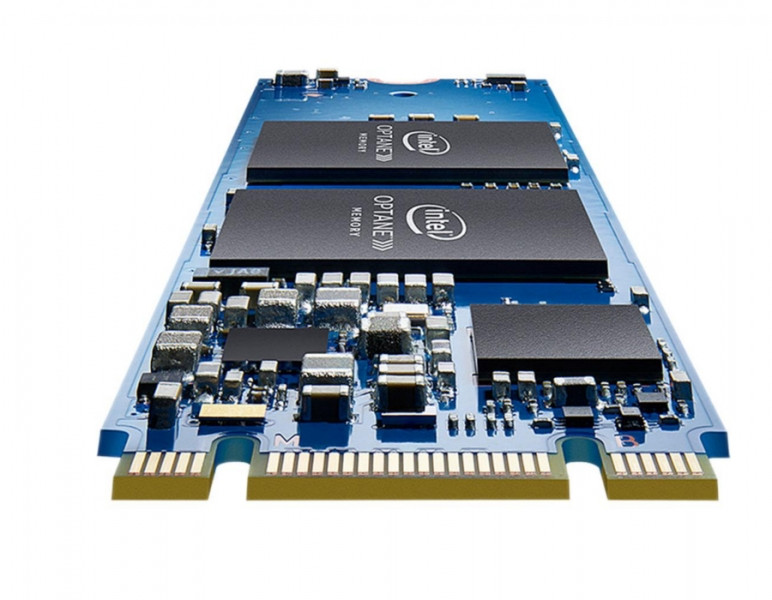 intel
OPTANE
MEMORY
intel
OPTANE
MEMORY
M
B